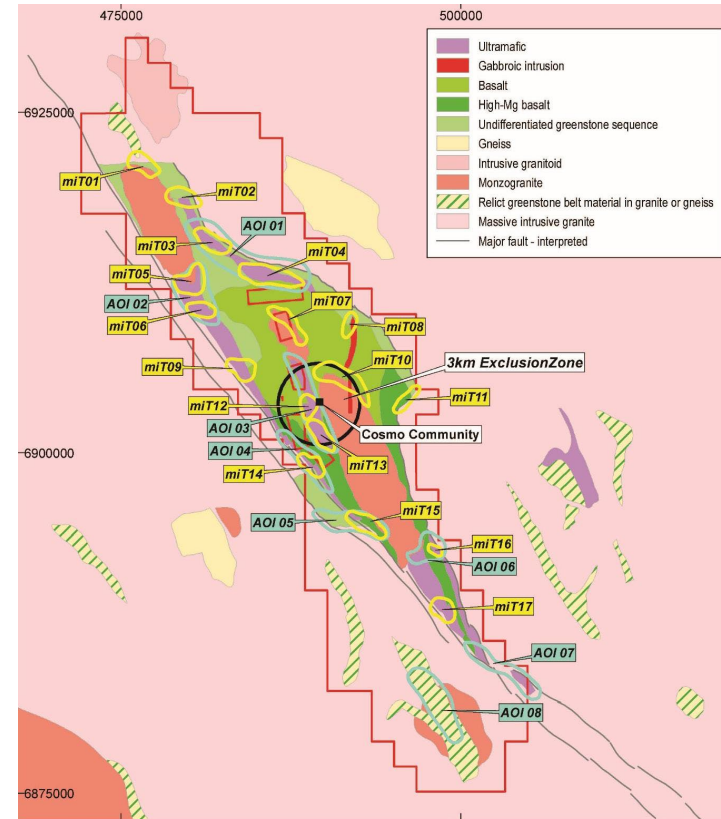 475000
500000
6925000
6900000
6875000
Ultramafic
Gabbroic intrusion
Basalt
High-Mg basalt
Undifferentiated greenstone sequence
Gneiss
Intrusive granitoid
Monzogranite
Relict greenstone belt material in granite or gneiss
Massive intrusive granite
Major fault - interpreted
miT01
miT02
AOI 01
miT03
miT04
miT05
AOI 02
miT06
miT07
miT08
miT09
miT10
3km ExclusionZone
miT11
miT12
AOI 03
Cosmo Community
AOI 04
miT13
miT14
miT15
AOI 05
miT16
AOI 06
miT17
AOI 07
AOI 08